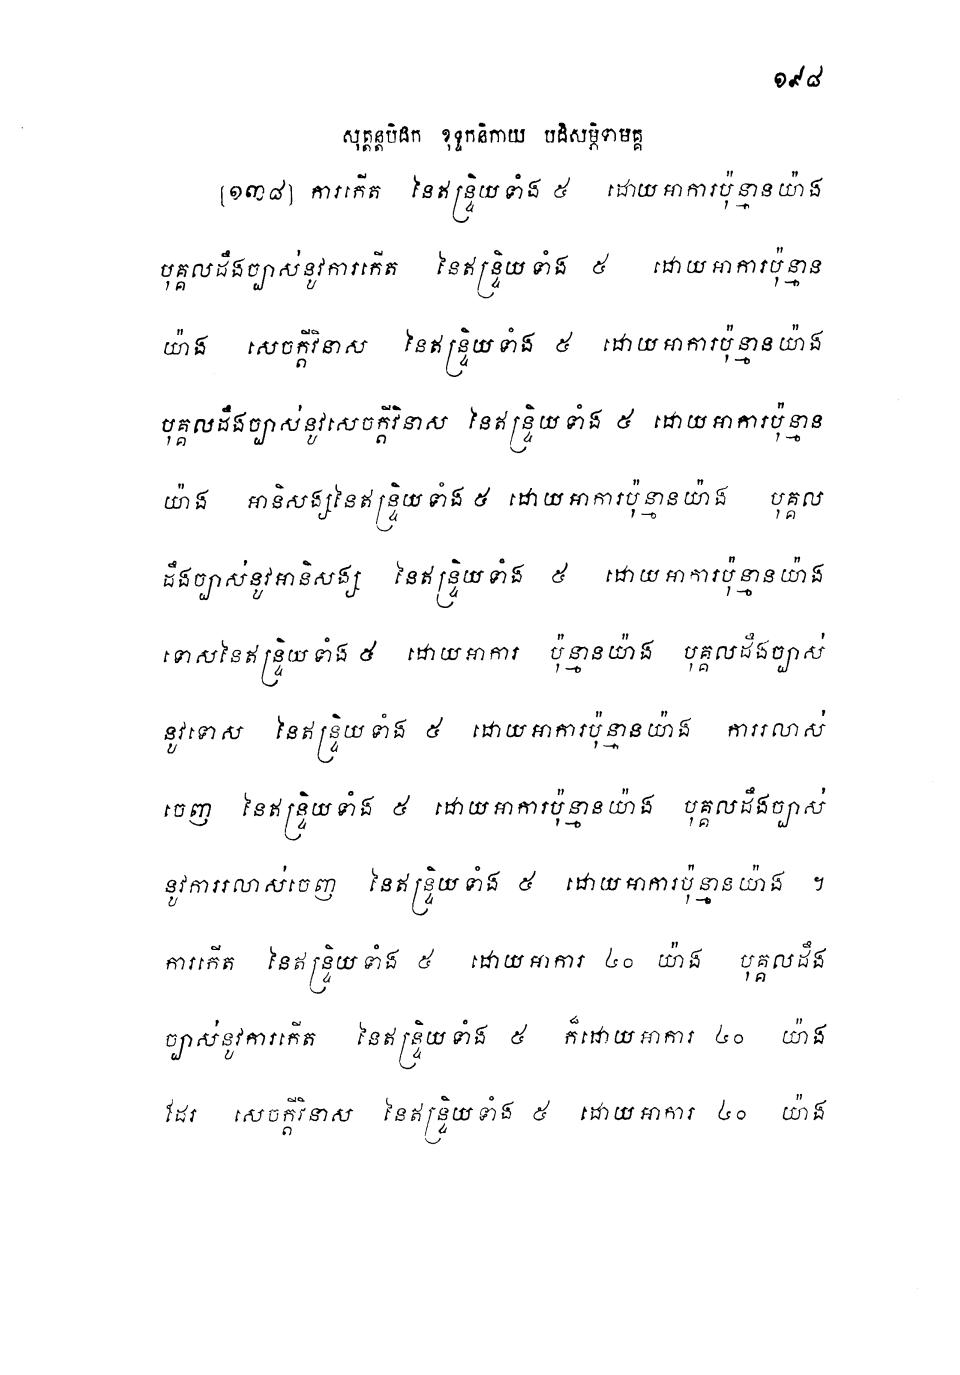 ១៩៨
សុត្តន្តបិដក ខុទ្ទកនិកាយ បដិសម្ភិទាមគ្គ
[១៣៨] ការកើត នៃឥន្ទ្រិយទាំង ៥ ដោយអាការប៉ុន្មានយ៉ាង
បុគ្គលដឹងច្បាស់នូវការកើត នៃឥន្ទ្រិយទាំង ៥ ដោយអាការប៉ុន្មាន
យ៉ាង សេចក្តីវិនាស នៃឥន្ទ្រិយទាំង ៥ ដោយអាការប៉ុន្មានយ៉ាង
បុគ្គលដឹងច្បាស់នូវសេចក្តីវិនាស នៃឥន្ទ្រិយទាំង ៥ ដោយអាការប៉ុន្មាន
យ៉ាង អានិសង្សនៃឥន្ទ្រិយទាំង ៥ ដោយអាការប៉ុន្មានយ៉ាង បុគ្គល
ដឹងច្បាស់នូវអានិសង្ស នៃឥន្ទ្រិយទាំង ៥ ដោយអាការប៉ុន្មានយ៉ាង
ទោសនៃឥន្ទ្រិយទាំង ៥ ដោយអាការ ប៉ុន្មានយ៉ាង បុគ្គលដឹងច្បាស់
នូវទោស នៃឥន្ទ្រិយទាំង ៥ ដោយអាការប៉ុន្មានយ៉ាង ការរលាស់
ចេញ នៃឥន្ទ្រិយទាំង ៥ ដោយអាការប៉ុន្មានយ៉ាង បុគ្គលដឹងច្បាស់
នូវការរលាស់ចេញ នៃឥន្ទ្រិយទាំង ៥ ដោយអាការប៉ុន្មានយ៉ាង ។
ការកើត នៃឥន្ទ្រិយទាំង ៥ ដោយអាការ ៤០ យ៉ាង បុគ្គលដឹង
ច្បាស់នូវការកើត នៃឥន្ទ្រិយទាំង ៥ ក៏ដោយអាការ ៤០ យ៉ាង
ដែរ សេចក្តីវិនាស នៃឥន្ទ្រិយទាំង ៥ ដោយអាការ ៤០ យ៉ាង